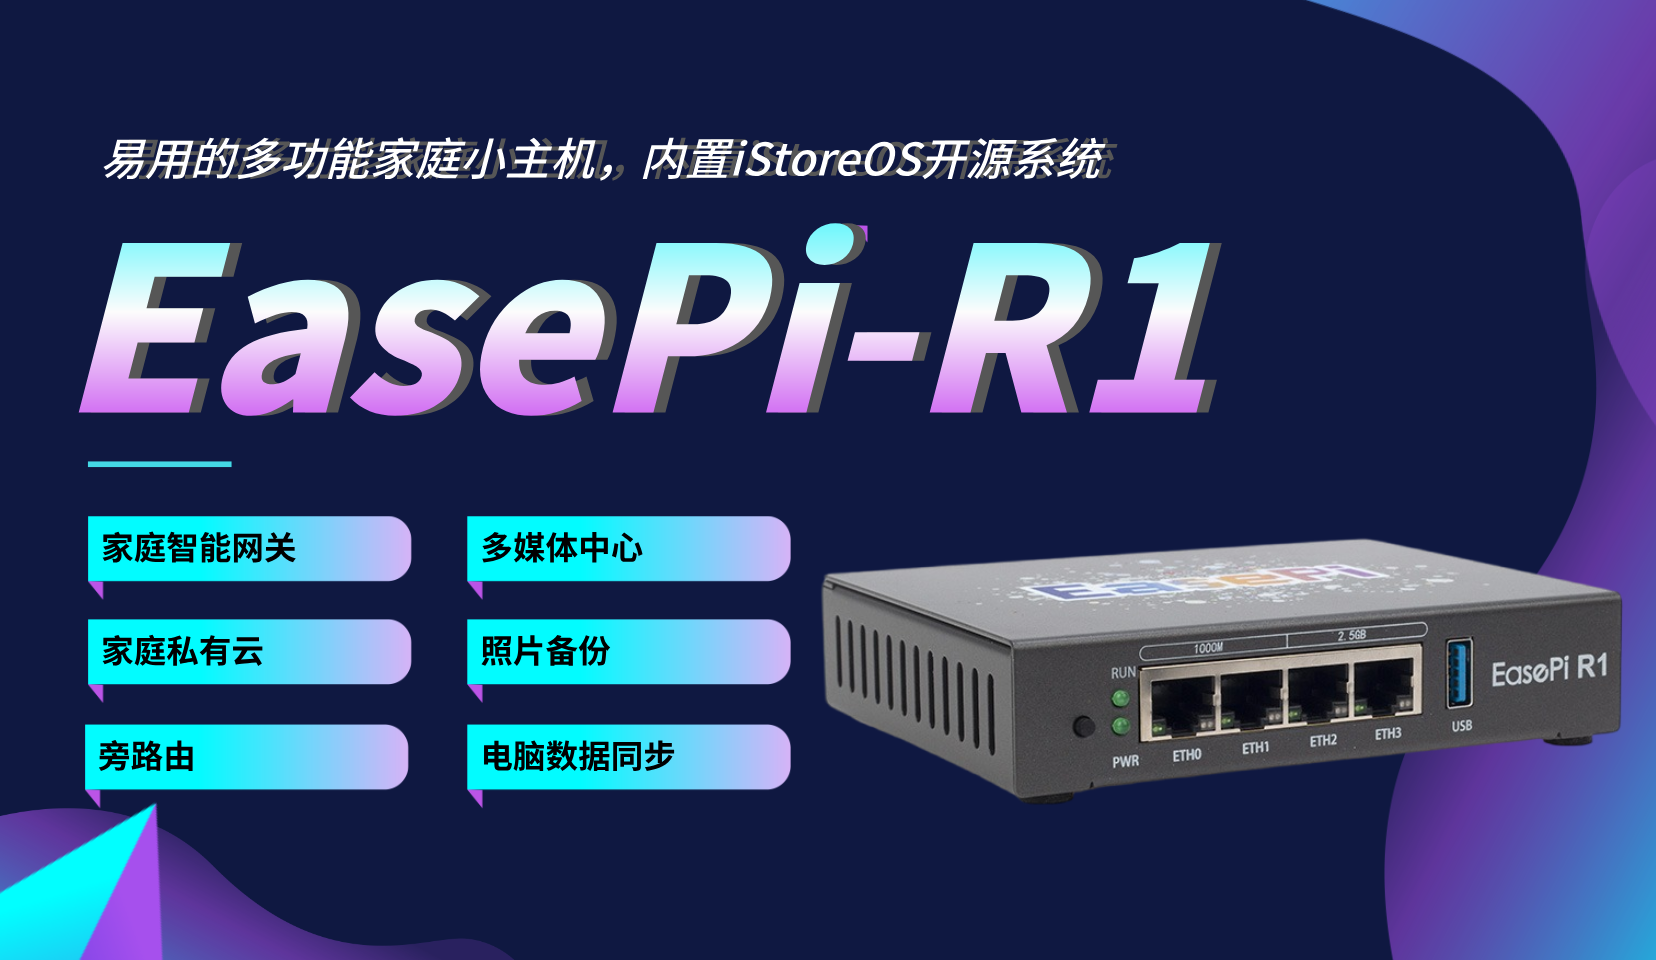 易用的多功能家庭小主机，内置iStoreOS开源系统
EasePi-R1
家庭智能网关
多媒体中心
家庭私有云
照片备份
旁路由
电脑数据同步
EasePi
1000M
2.5GB
RUN
EasePi R1
PWR
ETH0
ETH1
ETH2
ETH3
USB